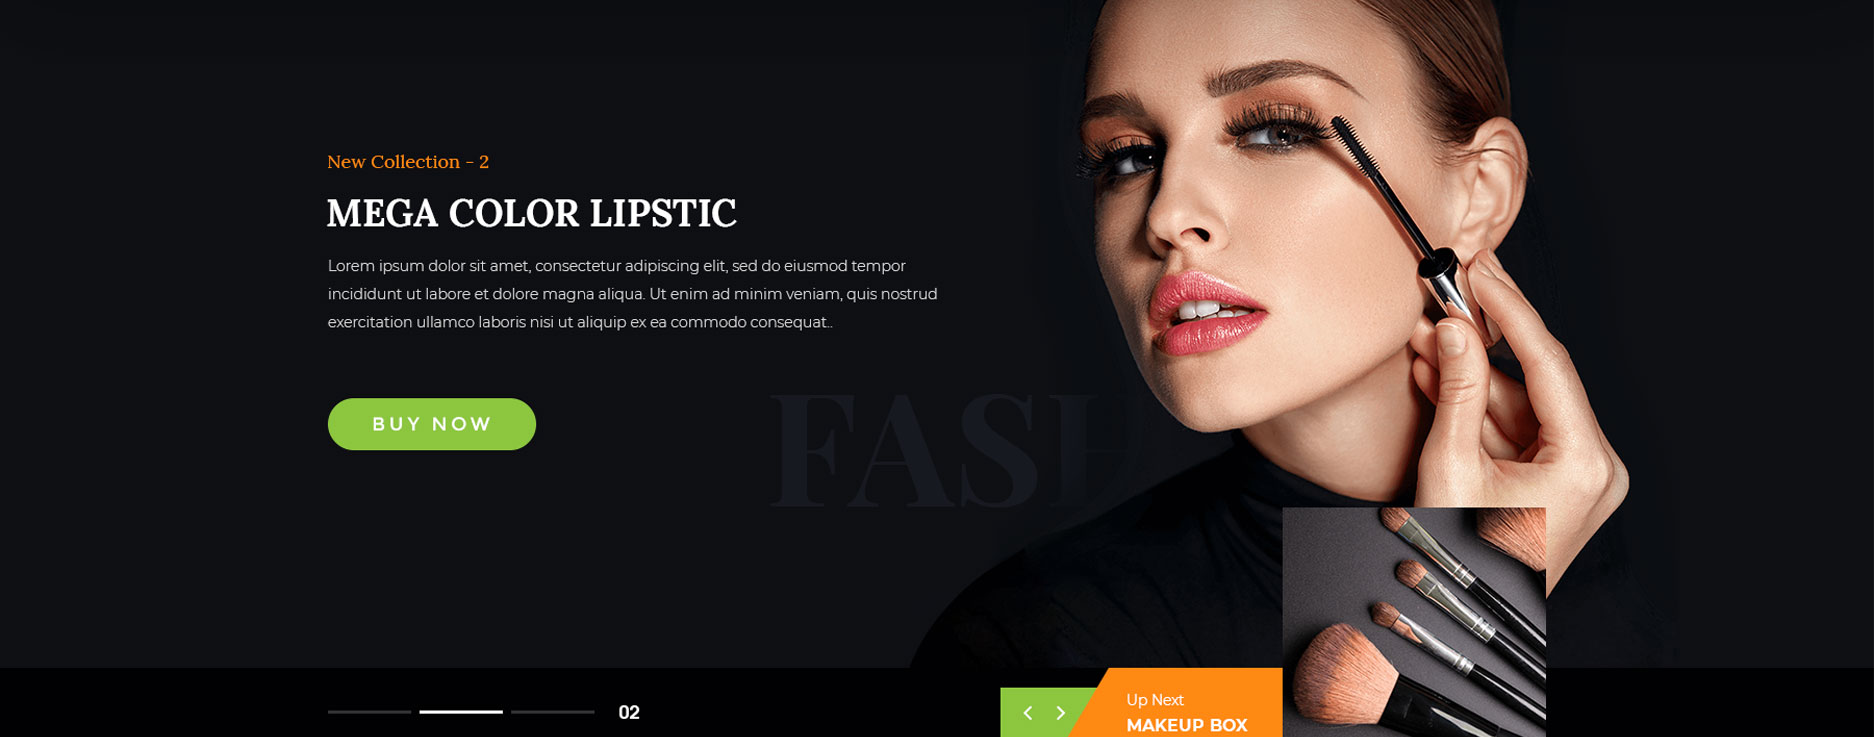 New Collection - 2
MEGA COLOR LIPSTIC
Lorem ipsum dolor sit amet, consectetur adipiscing elit, sed do eiusmod tempor
incididunt ut labore et dolore magna aliqua. Ut enim ad minim veniam, quis nostrud
exercitation ullamco laboris nisi ut aliquip ex ea commodo consequat..
BUY NOW
FASH
02
Up Next
MAKEUP BOX